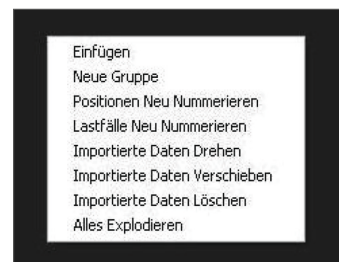 Einfügen
Neue Gruppe
Positionen Neu Nummerieren
Lastfälle Neu Nummerieren
Importierte Daten Drehen
Importierte Daten Verschieben
Importierte Daten Löschen
Alles Explodieren